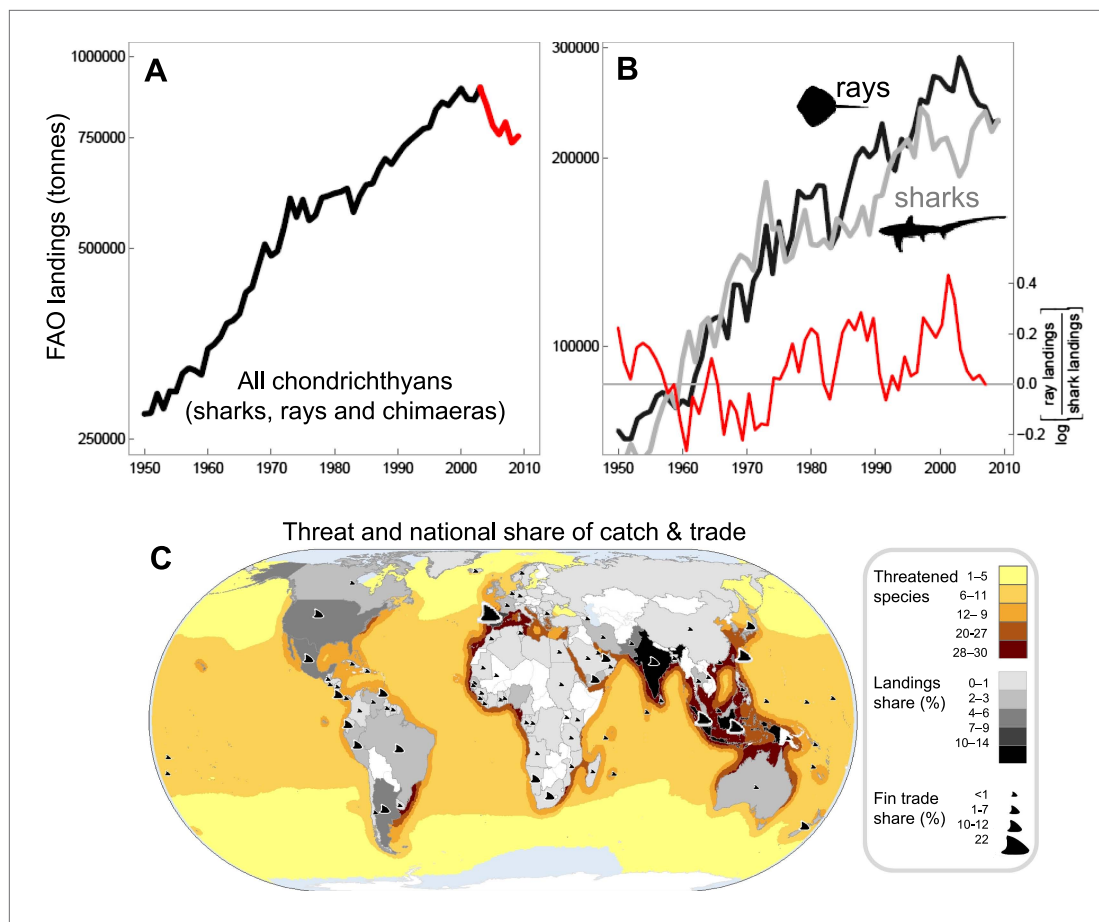 A
1000000
750000
500000
250000
FAO landings (tonnes)
All chondrichthyans
(sharks, rays and chimaeras)
1950 1960 1970 1980 1990 2000 2010
B
300000
200000
100000
rays
sharks
0.4
0.2
0.0
−0.2
log [ray landings / shark landings]
1950 1960 1970 1980 1990 2000 2010
Threat and national share of catch & trade
C
Threatened species
1–5
6–11
12– 9
20-27
28–30
Landings share (%)
0–1
2–3
4–6
7–9
10–14
Fin trade share (%)
<1
1-7
10-12
22